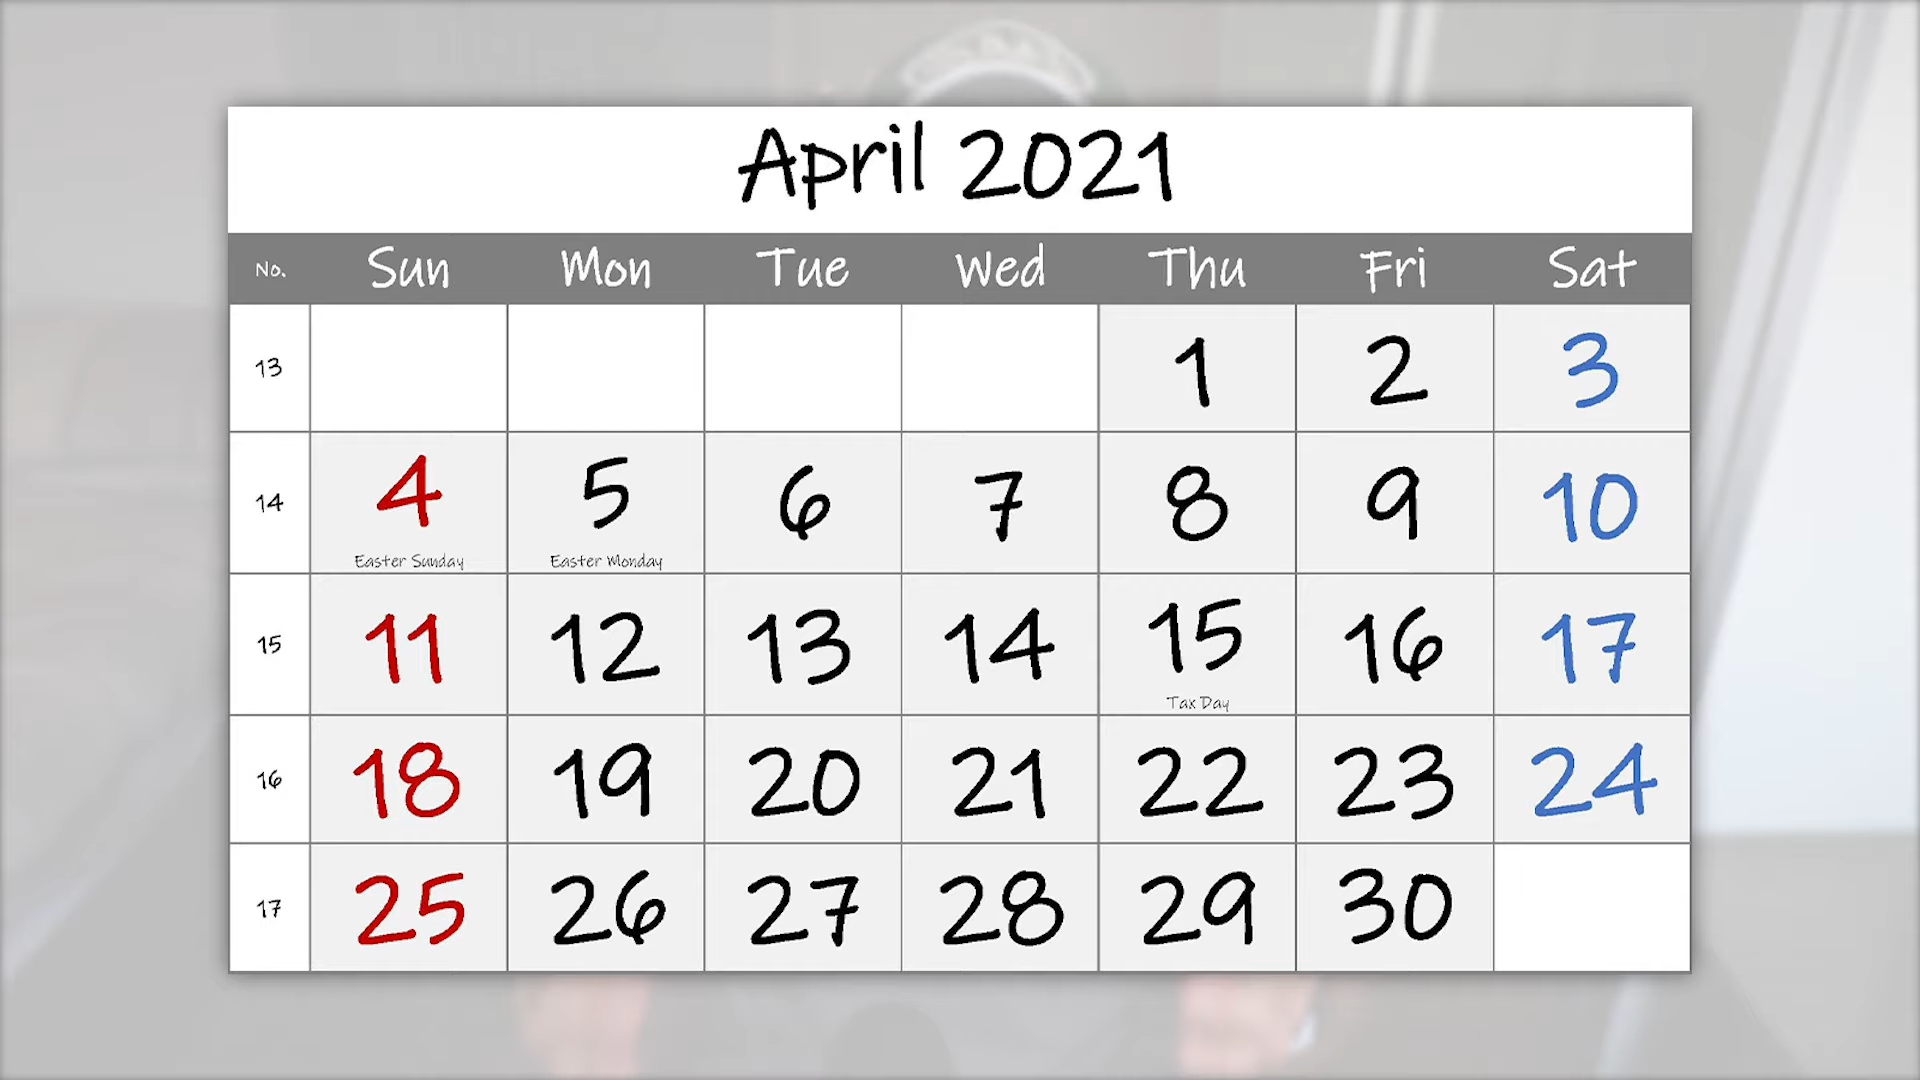 April 2021
No. Sun Mon Tue Wed Thu Fri Sat
13 1 2 3
14 4 5 6 7 8 9 10
Easter Sunday Easter Monday
15 11 12 13 14 15 16 17
Tax Day
16 18 19 20 21 22 23 24
17 25 26 27 28 29 30